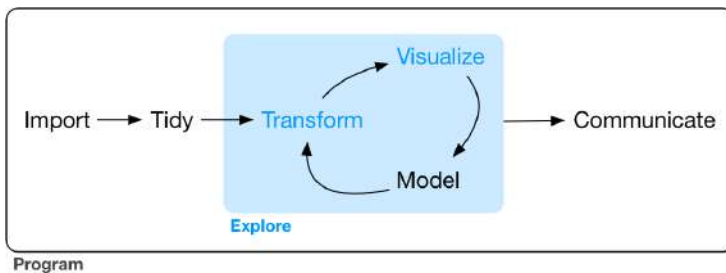 Visualize
Import Tidy Transform Communicate
Model
Explore
Program